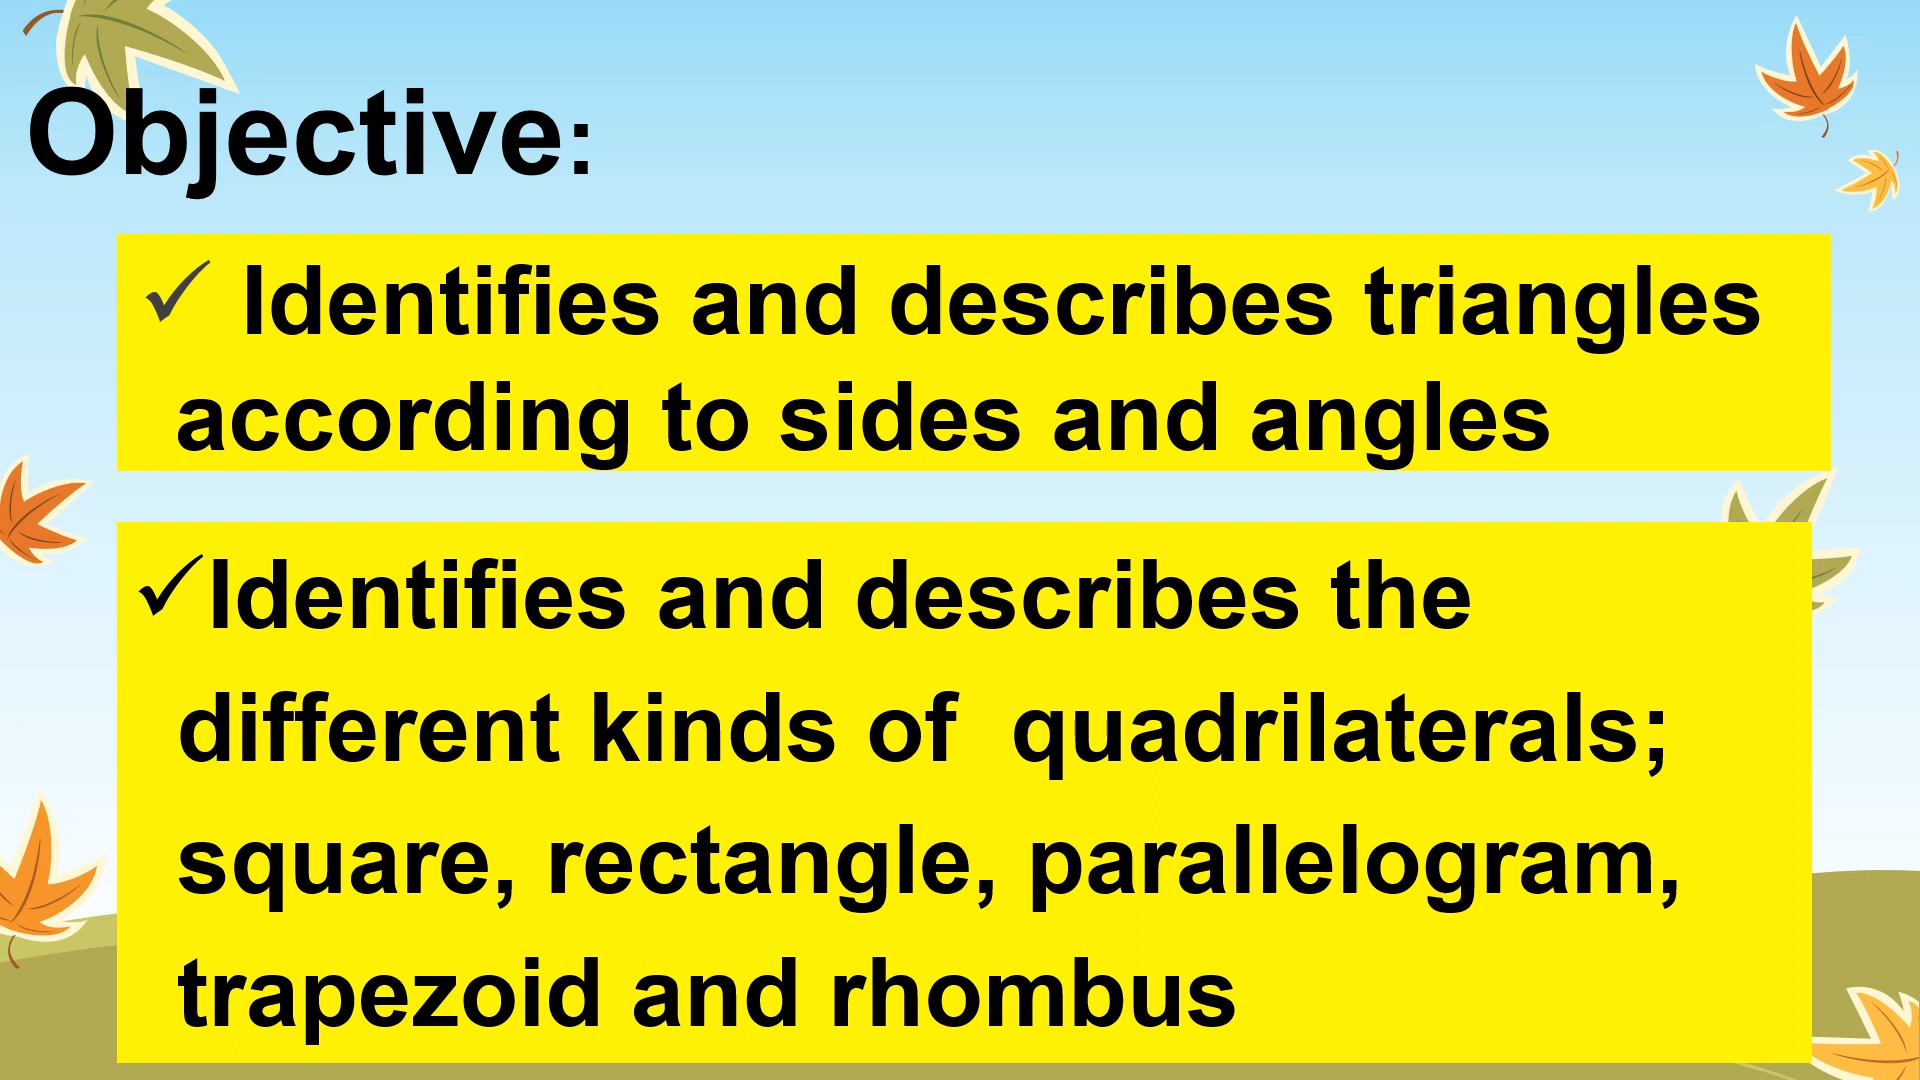 Objective:
✓ Identifies and describes triangles
according to sides and angles
✓Identifies and describes the
different kinds of  quadrilaterals;
square, rectangle, parallelogram,
trapezoid and rhombus